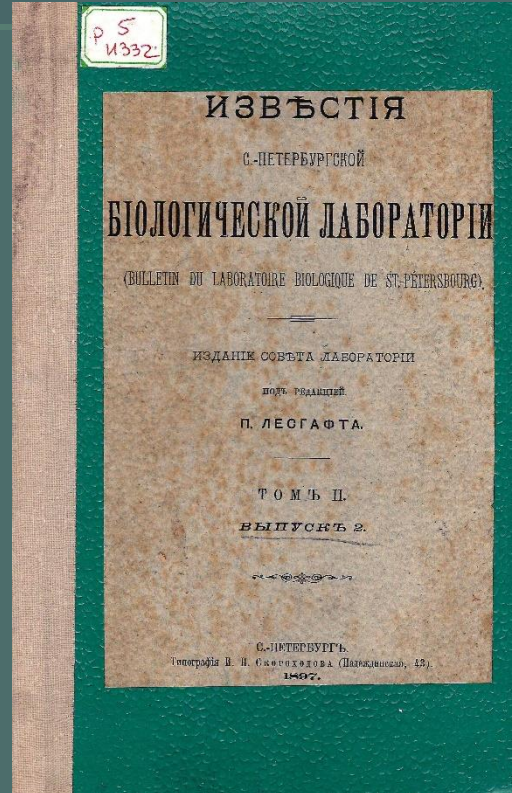 Р 5
И332
ИЗВѢСТІЯ
С.-ПЕТЕРБУРГСКОЙ
БІОЛОГИЧЕСКОЙ ЛАБОРАТОРІИ
(BULLETIN DU LABORATOIRE BIOLOGIQUE DE ST.-PÉTERSBOURG).
ИЗДАНІЕ СОВѢТА ЛАБОРАТОРІИ
ПОДЪ РЕДАКЦІЕЙ
П. ЛЕСГАФТА.
ТОМЪ II.
ВЫПУСКЪ 2.
С.-ПЕТЕРБУРГЪ.
Типографія И. Н. Скороходова (Надеждинская, 43).
1897.